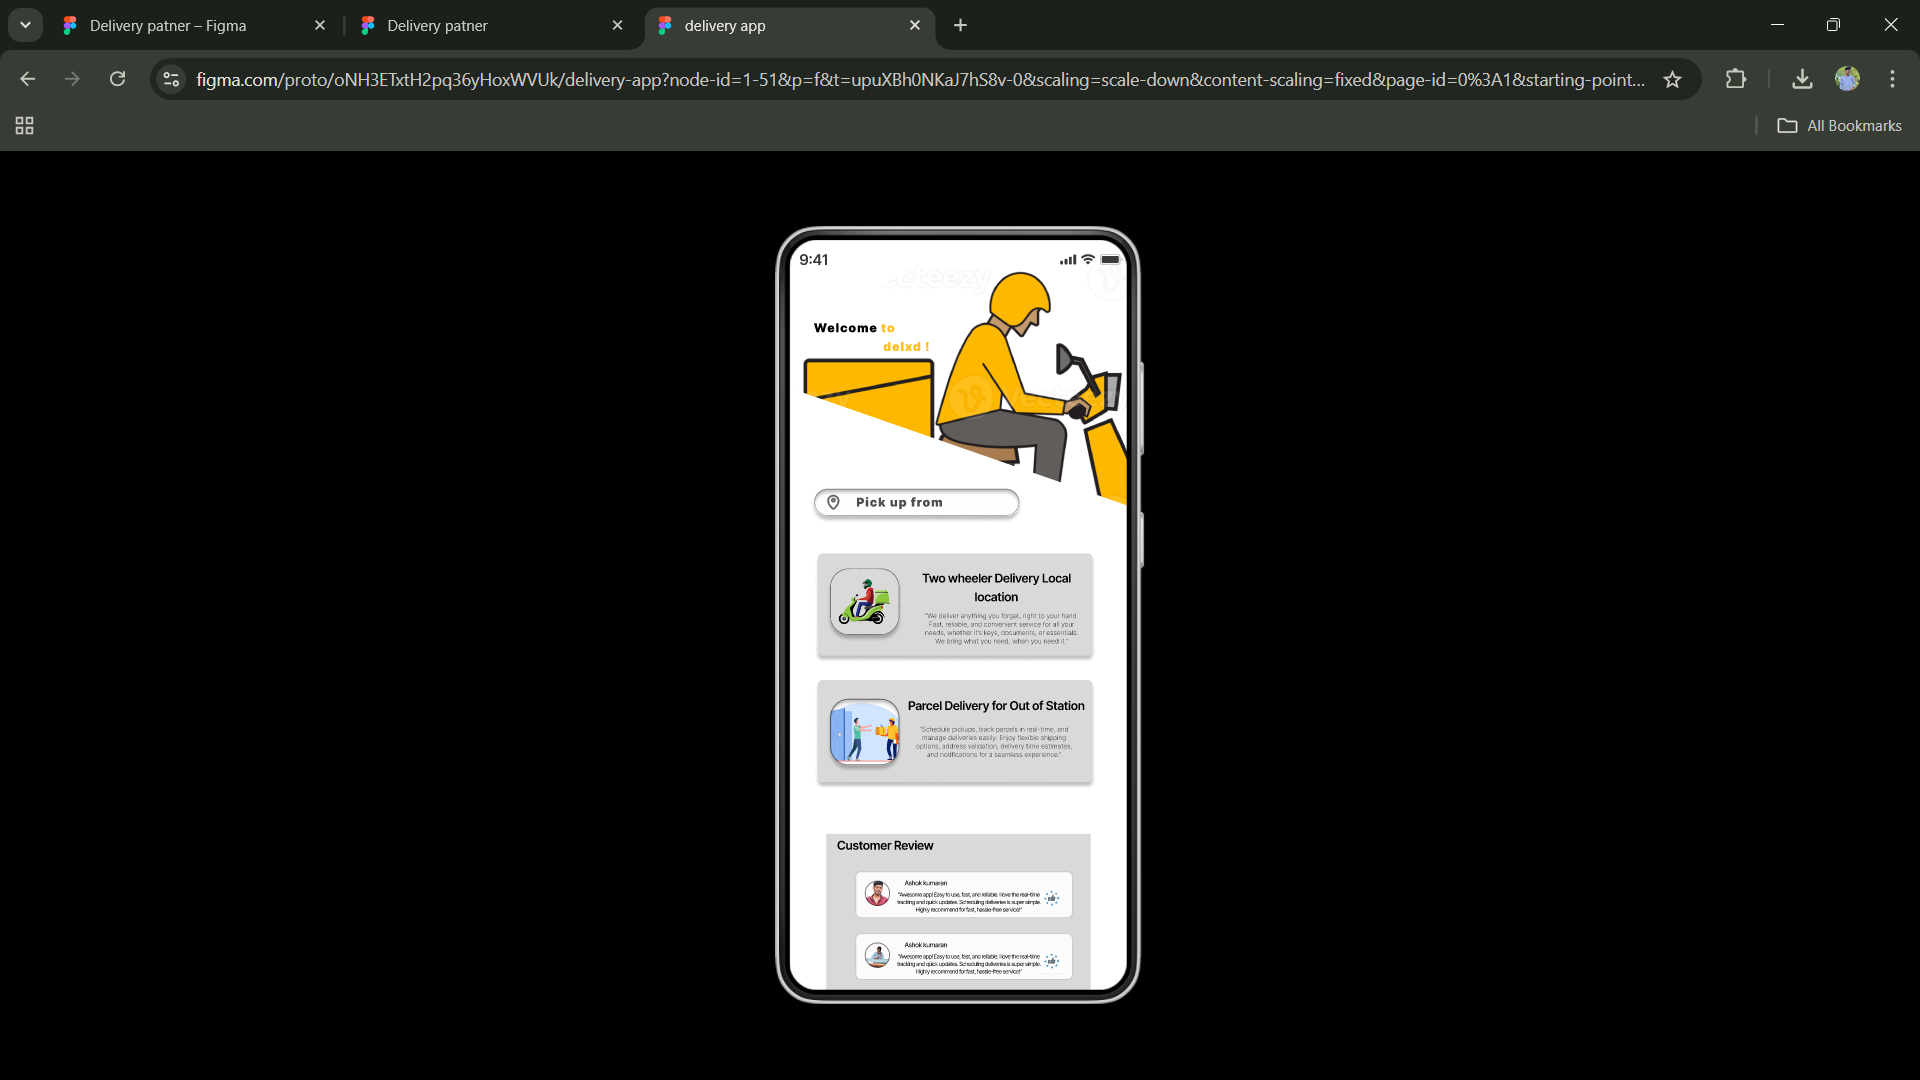 Delivery patner – Figma
Delivery patner
delivery app
figma.com/proto/oNH3ETxtH2pq36yHoxWVUk/delivery-app?node-id=1-51&p=f&t=upuXBh0NKaJ7hS8v-0&scaling=scale-down&content-scaling=fixed&page-id=0%3A1&starting-point...
All Bookmarks
9:41
Welcome to
delxd !
Pick up from
Two wheeler Delivery Local
location
"We deliver anything you forget, right to your hand.
Fast, reliable, and convenient service for all your
needs, whether it's keys, documents, or essentials.
We bring what you need, when you need it."
Parcel Delivery for Out of Station
"Schedule pickups, track parcels in real-time, and
manage deliveries easily. Enjoy flexible shipping
options, address validation, delivery time estimates,
and notifications for a seamless experience."
Customer Review
Ashok kumaran
"Awesome app! Easy to use, fast, and reliable. I love the real-time
tracking and quick updates. Scheduling deliveries is super simple.
Highly recommend for fast, hassle-free service!"
Ashok kumaran
"Awesome app! Easy to use, fast, and reliable. I love the real-time
tracking and quick updates. Scheduling deliveries is super simple.
Highly recommend for fast, hassle-free service!"